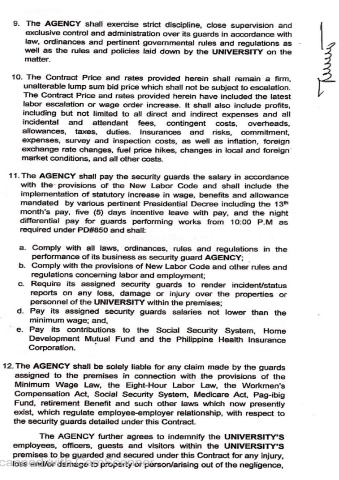 9. The AGENCY shall exercise strict discipline, close supervision and
exclusive control and administration over its guards in accordance with
law, ordinances and pertinent governmental rules and regulations as
well as the rules and policies laid down by the UNIVERSITY on the
matter.
10. The Contract Price and rates provided herein shall remain a firm,
unalterable lump sum bid price which shall not be subject to escalation.
The Contract Price and rates provided herein have included the latest
labor escalation or wage order increase. It shall also include profits,
including but not limited to all direct and indirect expenses and all
incidental and attendant fees, contingent costs, overheads,
allowances, taxes, duties. Insurances and risks, commitment,
expenses, survey and inspection costs, as well as inflation, foreign
exchange rate changes, fuel price hikes, changes in local and foreign
market conditions, and all other costs.
11. The AGENCY shall pay the security guards the salary in accordance
with the provisions of the New Labor Code and shall include the
implementation of statutory increase in wage, benefits and allowance
mandated by various pertinent Presidential Decree including the 13th
month's pay, five (5) days incentive leave with pay, and the night
differential pay for guards performing works from 10:00 P.M as
required under PD#850 and shall:
a. Comply with all laws, ordinances, rules and regulations in the
performance of its business as security guard AGENCY;
b. Comply with the provisions of New Labor Code and other rules and
regulations concerning labor and employment;
c. Require its assigned security guards to render incident/status
reports on any loss, damage or injury over the properties or
personnel of the UNIVERSITY within the premises;
d. Pay its assigned security guards salaries not lower than the
minimum wage; and,
e. Pay its contributions to the Social Security System, Home
Development Mutual Fund and the Philippine Health Insurance
Corporation.
12. The AGENCY shall be solely liable for any claim made by the guards
assigned to the premises in connection with the provisions of the
Minimum Wage Law, the Eight-Hour Labor Law, the Workmen's
Compensation Act, Social Security System, Medicare Act, Pag-ibig
Fund, retirement Benefit and such other laws which now presently
exist, which regulate employee-employer relationship, with respect to
the security guards detailed under this Contract.
The AGENCY further agrees to indemnify the UNIVERSITY'S
employees, officers, guests and visitors within the UNIVERSITY'S
premises to be guarded and secured under this Contract for any injury,
loss and/or damage to property or person/arising out of the negligence,